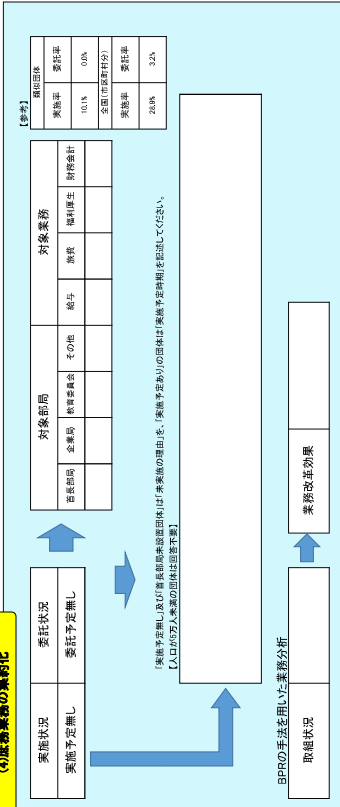 (4)庶務業務の集約化
実施状況 委託状況
実施予定無し 委託予定無し
対象部局 対象業務
首長部局 企業局 教育委員会 その他 給与 旅費 福利厚生 財務会計
【参考】
類似団体
実施率 委託率
10.1% 0.0%
全国(市区町村分)
実施率 委託率
28.9% 3.2%
「実施予定無し」及び「首長部局未設置団体」は「未実施の理由」を、「実施予定あり」の団体は「実施予定時期」を記述してください。
【人口が5万人未満の団体は回答不要】
BPRの手法を用いた業務分析
取組状況
業務改革効果